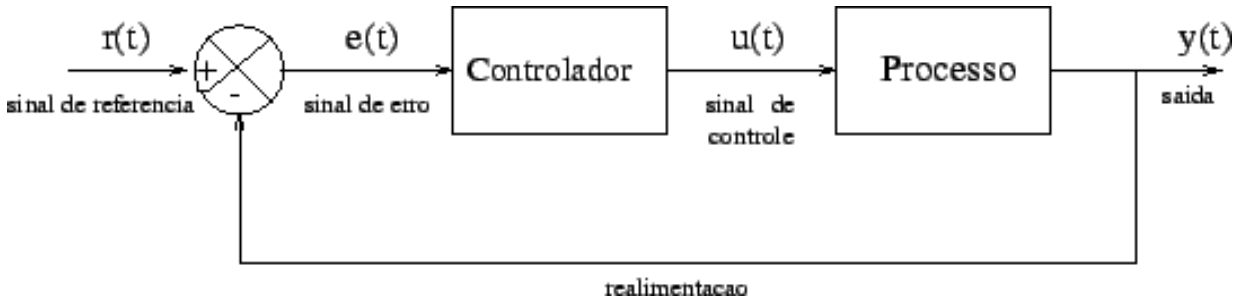 r(t)
sinal de referencia
+
-
e(t)
sinal de erro
Controlador
u(t)
sinal de
controle
Processo
y(t)
saida
realimentacao